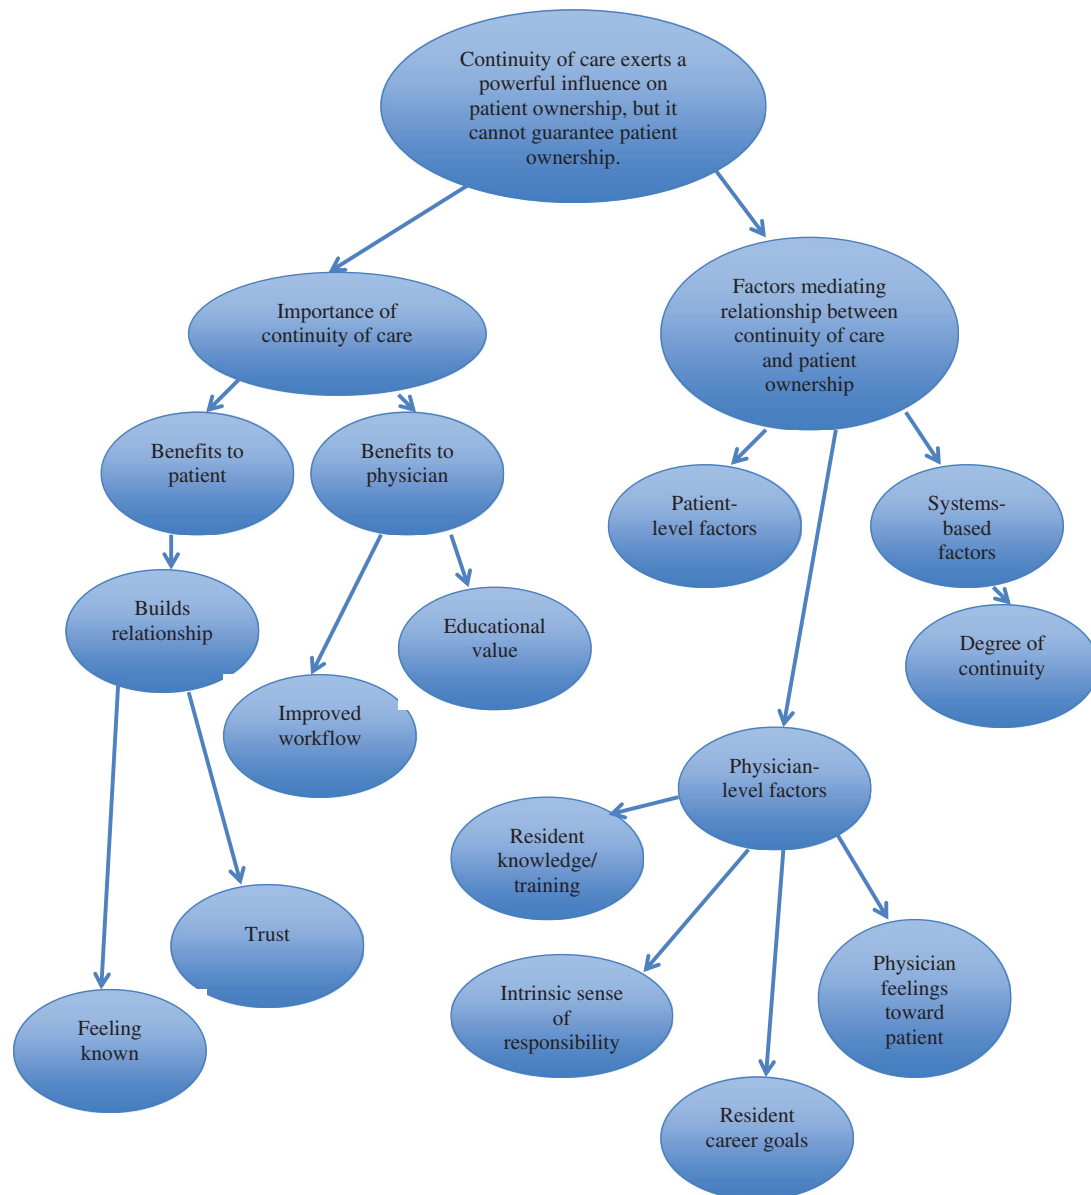 Continuity of care exerts a
powerful influence on
patient ownership, but it
cannot guarantee patient
ownership.
Importance of
continuity of care
Factors mediating
relationship between
continuity of care
and patient
ownership
Benefits to
patient
Benefits to
physician
Patient-
level factors
Systems-
based
factors
Builds
relationship
Educational
value
Degree of
continuity
Improved
workflow
Physician-
level factors
Resident
knowledge/
training
Trust
Physician
feelings
toward
patient
Intrinsic sense
of
responsibility
Feeling
known
Resident
career goals